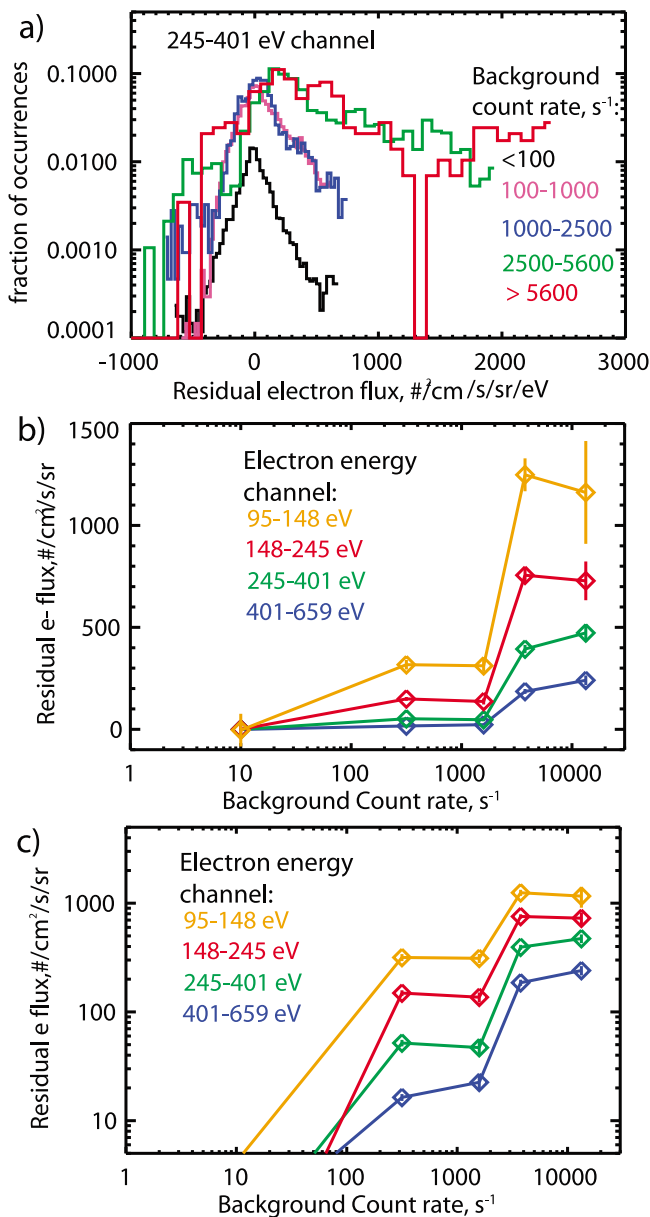 a)
245-401 eV channel
Background
count rate, s⁻¹:
<100
100-1000
1000-2500
2500-5600
> 5600
fraction of occurrences
0.1000
0.0100
0.0010
0.0001
-1000
0
1000
2000
3000
Residual electron flux, #/cm²/s/sr/eV
b)
Electron energy
channel:
95-148 eV
148-245 eV
245-401 eV
401-659 eV
Residual e- flux,#/cm²/s/sr
1500
1000
500
0
1
10
100
1000
10000
Background Count rate, s⁻¹
c)
Electron energy
channel:
95-148 eV
148-245 eV
245-401 eV
401-659 eV
Residual e flux,#/cm²/s/sr
1000
100
10
1
10
100
1000
10000
Background Count rate, s⁻¹